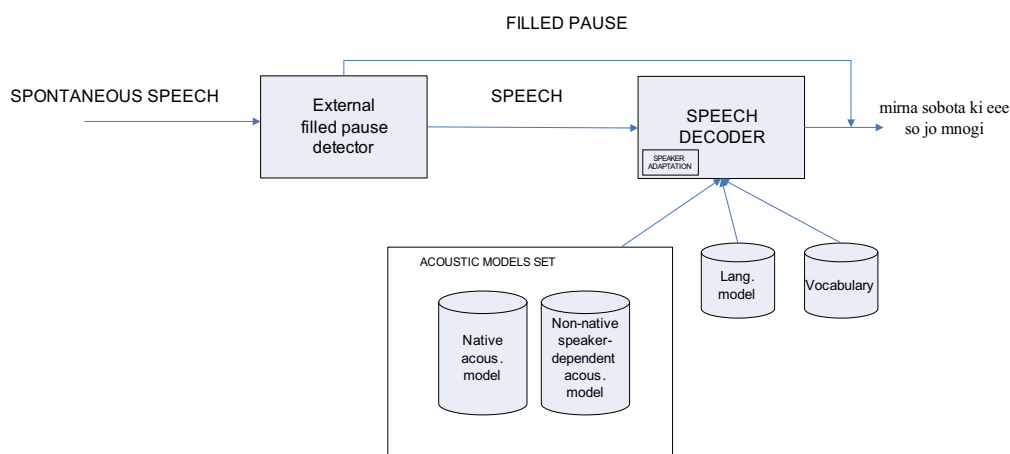 FILLED PAUSE
SPONTANEOUS SPEECH
External
filled pause
detector
SPEECH
SPEECH
DECODER
SPEAKER
ADAPTATION
mirna sobota ki eee
so jo mnogi
ACOUSTIC MODELS SET
Native
acous.
model
Non-native
speaker-
dependent
acous.
model
Lang.
model
Vocabulary